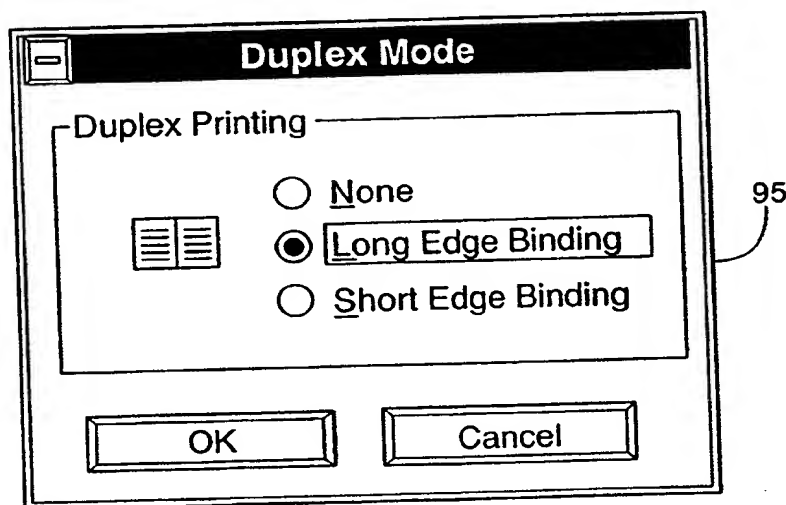 Duplex Mode
Duplex Printing
None
Long Edge Binding
Short Edge Binding
95
OK
Cancel